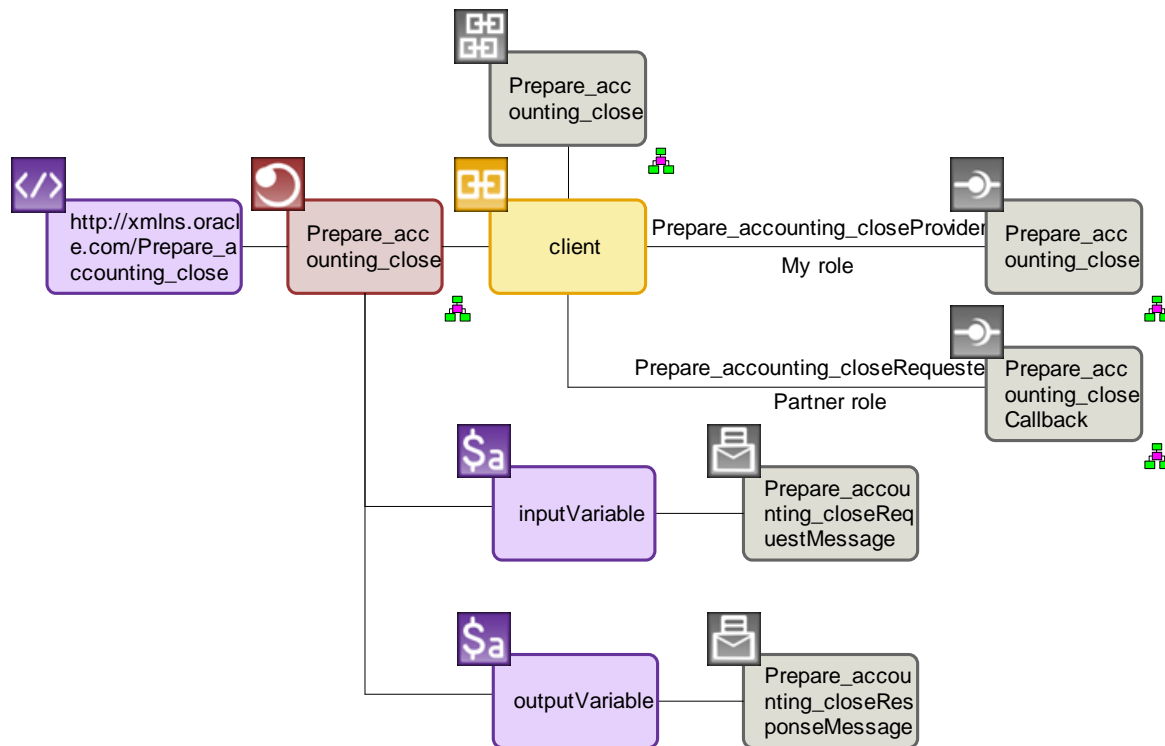 Prepare_acc
ounting_close
</>
http://xmlns.oracl
e.com/Prepare_a
ccounting_close
Prepare_acc
ounting_close
client
Prepare_accounting_closeProvider
My role
Prepare_acc
ounting_close
Prepare_accounting_closeRequeste
Partner role
Prepare_acc
ounting_close
Callback
$a
inputVariable
Prepare_accou
nting_closeReq
uestMessage
$a
outputVariable
Prepare_accou
nting_closeRes
ponseMessage